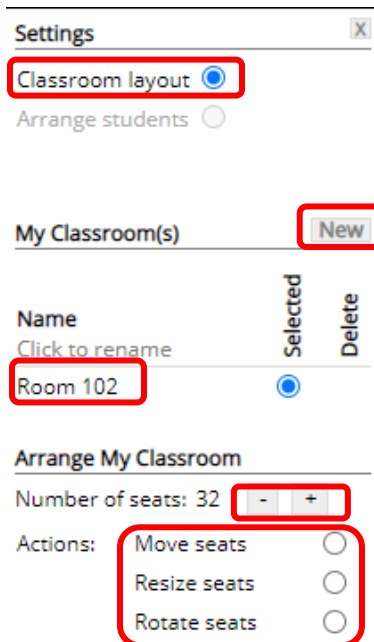 Settings X
Classroom layout
Arrange students
My Classroom(s) New
Name Selected Delete
Click to rename
Room 102
Arrange My Classroom
Number of seats: 32 - +
Actions: Move seats
Resize seats
Rotate seats